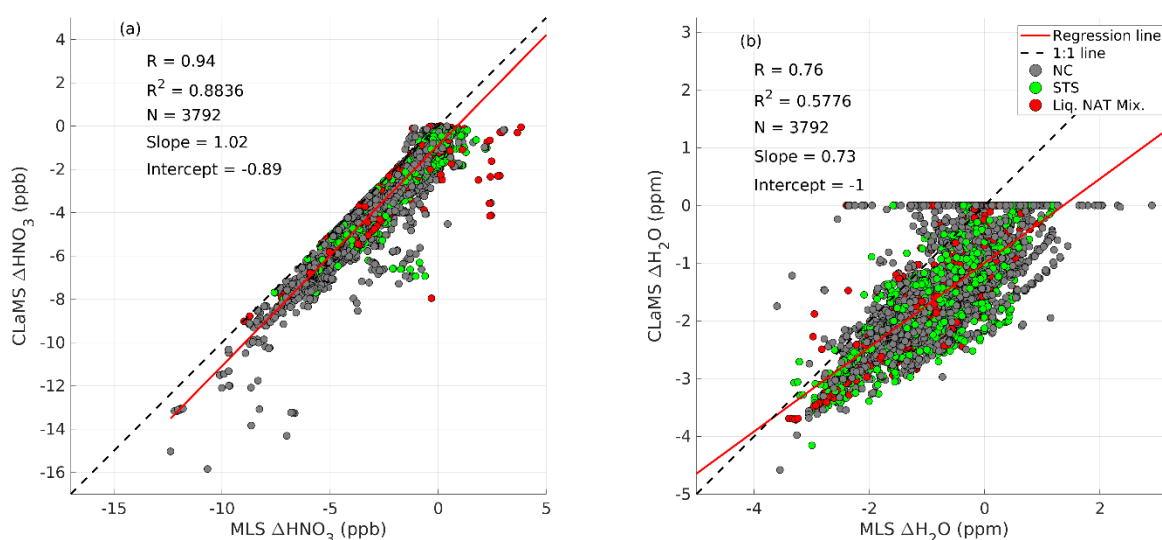 (a)
R = 0.94
R² = 0.8836
N = 3792
Slope = 1.02
Intercept = -0.89
4
2
0
-2
-4
-6
-8
-10
-12
-14
-16
CLaMS ΔHNO₃ (ppb)
-15
-10
-5
0
5
MLS ΔHNO₃ (ppb)
(b)
R = 0.76
R² = 0.5776
N = 3792
Slope = 0.73
Intercept = -1
Regression line
1:1 line
NC
STS
Liq. NAT Mix.
3
2
1
0
-1
-2
-3
-4
-5
CLaMS ΔH₂O (ppm)
-4
-2
0
2
MLS ΔH₂O (ppm)